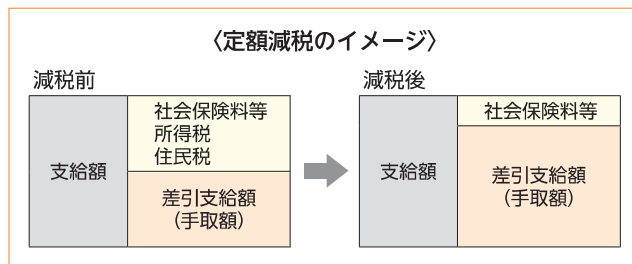 〈定額減税のイメージ〉
減税前
支給額
社会保険料等
所得税
住民税
差引支給額
(手取額)
減税後
支給額
社会保険料等
差引支給額
(手取額)